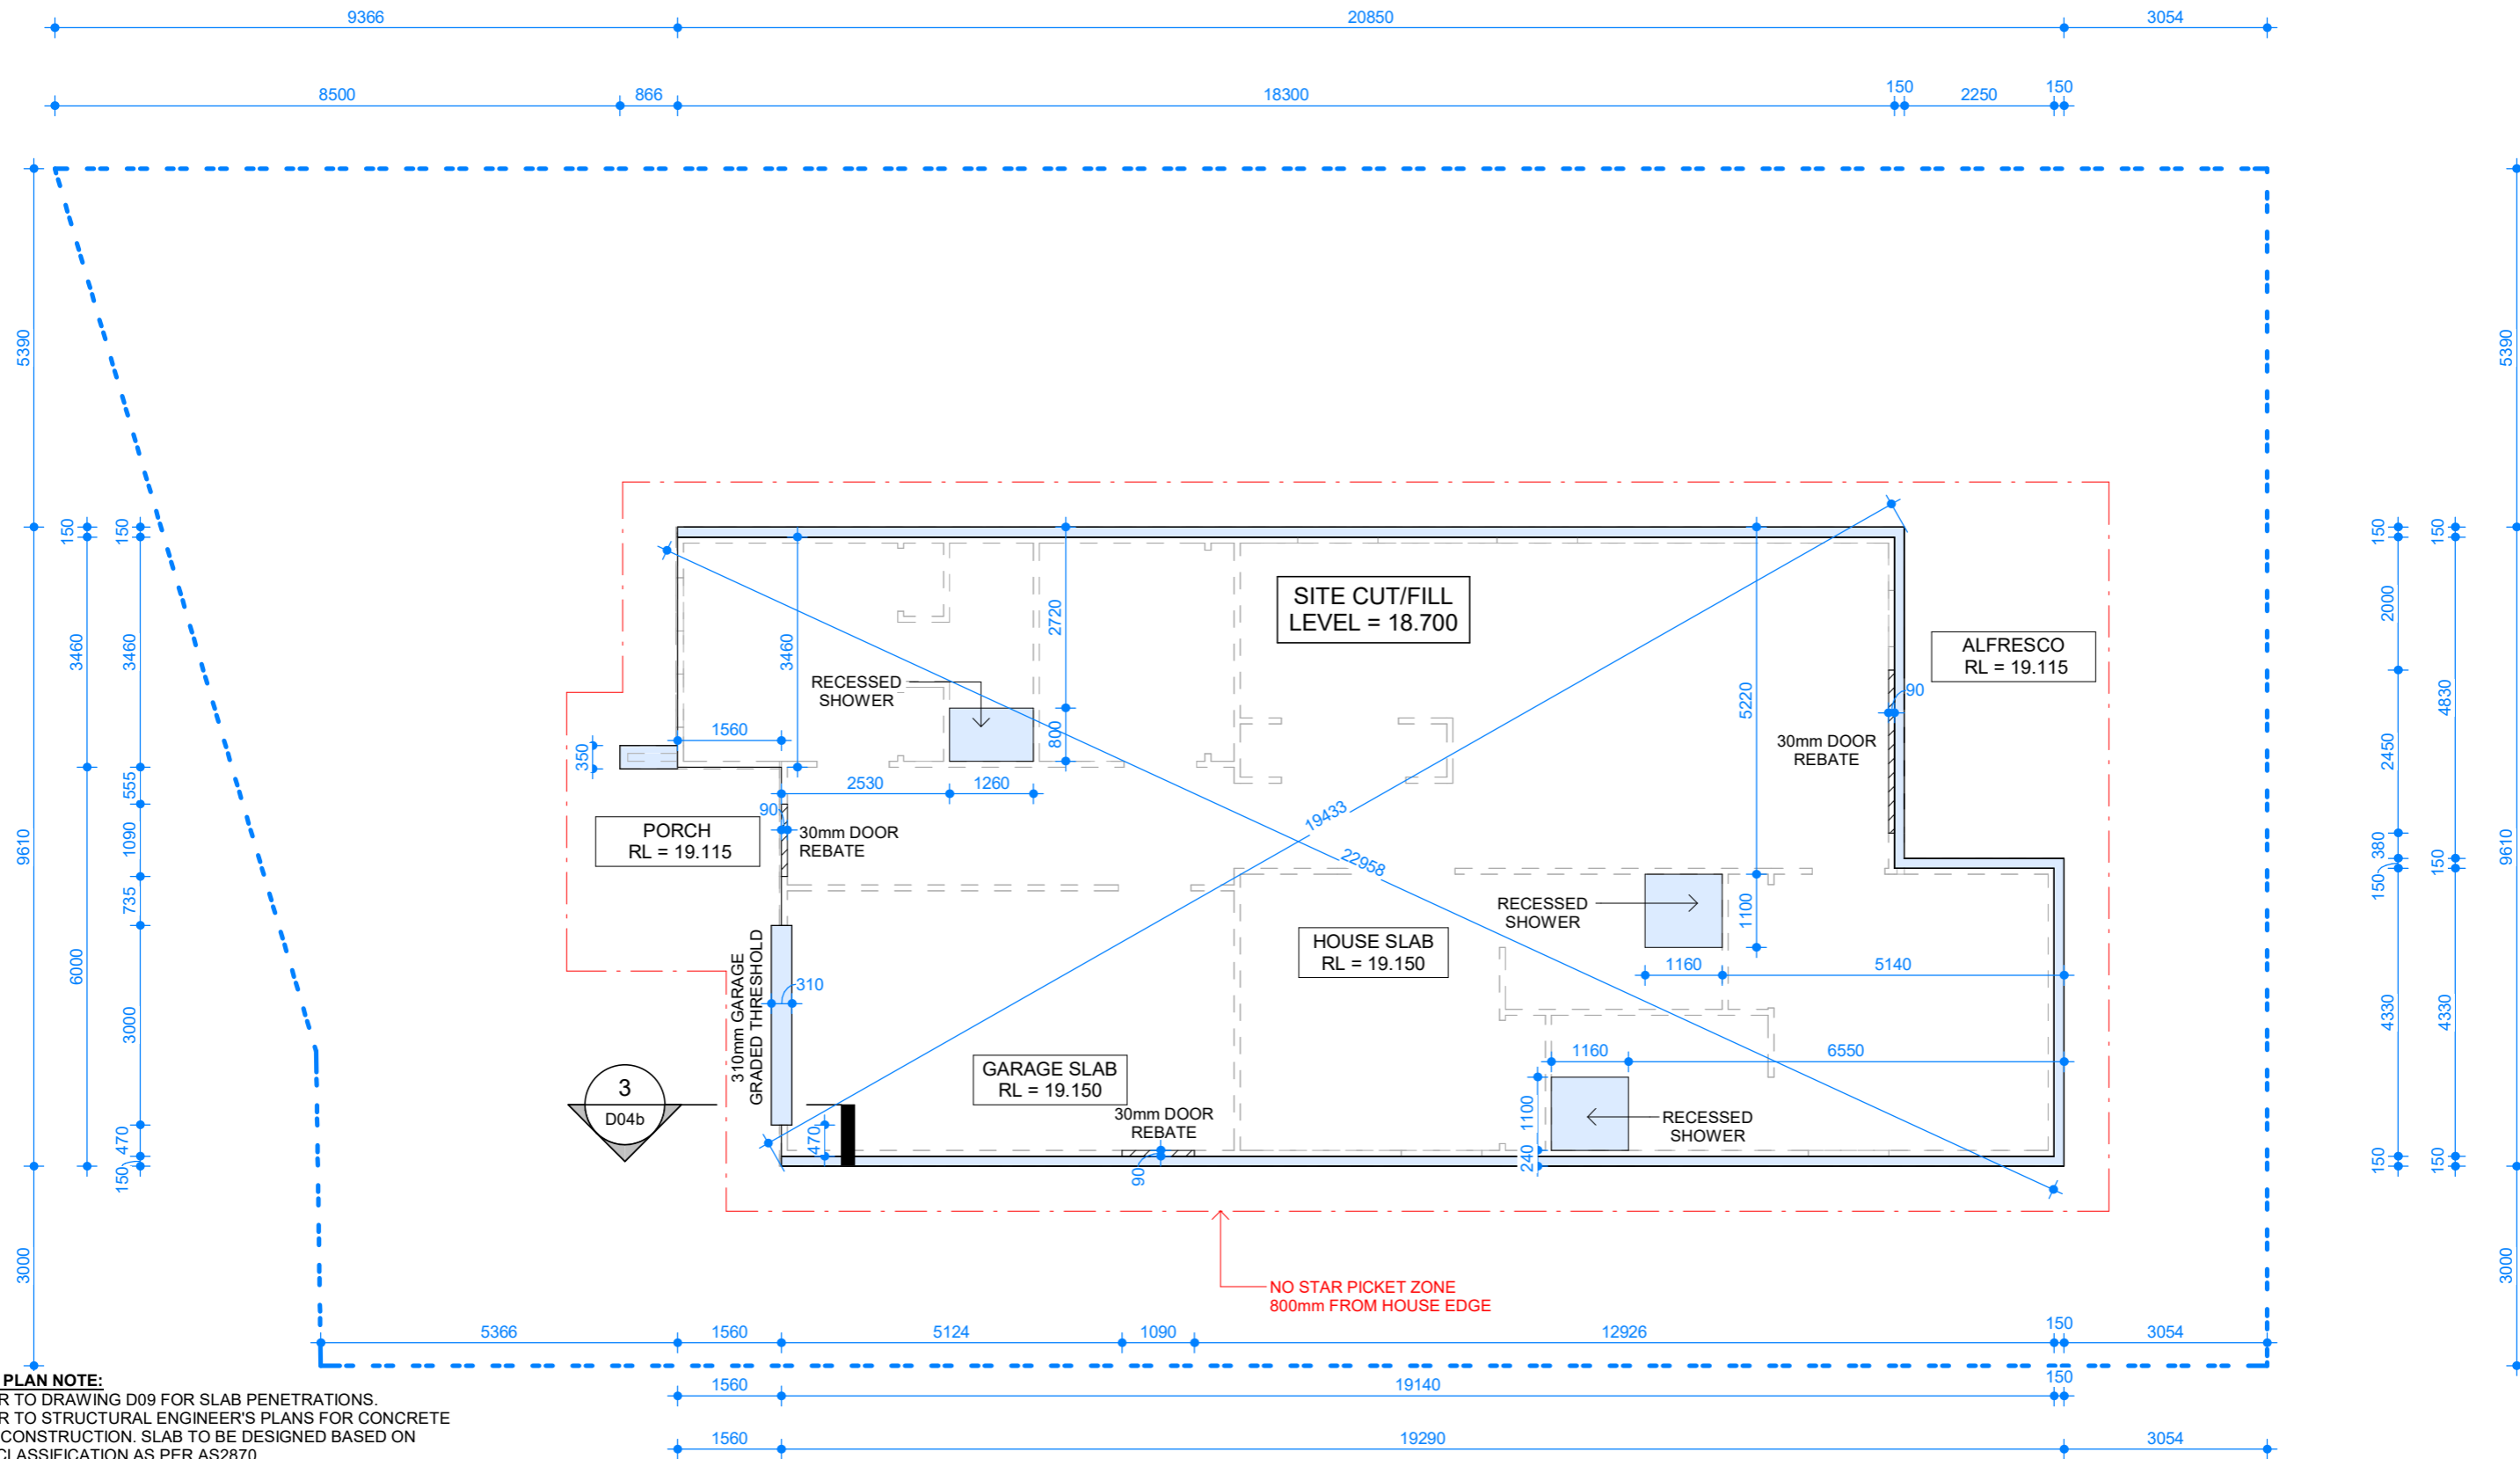 9366 20850 3054
8500 866 18300 150 2250 150
5390
5390
150
150
3460
3460
350
555
1090
735
9610
6000
3000
470
150
3000
3460
1560
2720
800
RECESSED
SHOWER
2530 1260
90
30mm DOOR
REBATE
PORCH
RL = 19.115
SITE CUT/FILL
LEVEL = 18.700
ALFRESCO
RL = 19.115
5220
90
30mm DOOR
REBATE
19433
22958
310mm GARAGE
GRADED THRESHOLD
310
HOUSE SLAB
RL = 19.150
RECESSED
SHOWER
1100
1160 5140
GARAGE SLAB
RL = 19.150
3
D04b
470
30mm DOOR
REBATE
90
1160 6550
1100
240
RECESSED
SHOWER
150
150
2000
4830
2450
380
150
150
9610
4330
4330
150
150
3000
NO STAR PICKET ZONE
800mm FROM HOUSE EDGE
5366 1560 5124 1090 12926 150 3054
1560 19140 150
1560 19290 3054
PLAN NOTE:
R TO DRAWING D09 FOR SLAB PENETRATIONS.
R TO STRUCTURAL ENGINEER'S PLANS FOR CONCRETE
CONSTRUCTION. SLAB TO BE DESIGNED BASED ON
CLASSIFICATION AS PER AS2870